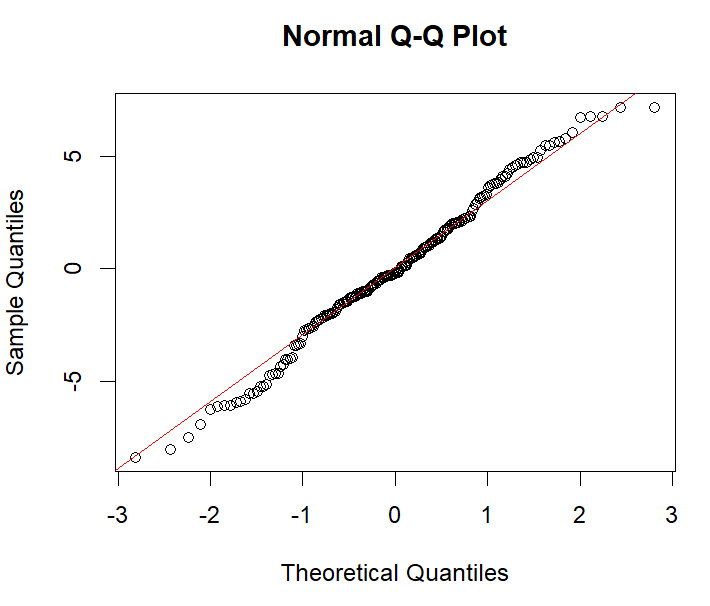 Normal Q-Q Plot
Sample Quantiles
5
0
-5
-3 -2 -1 0 1 2 3
Theoretical Quantiles